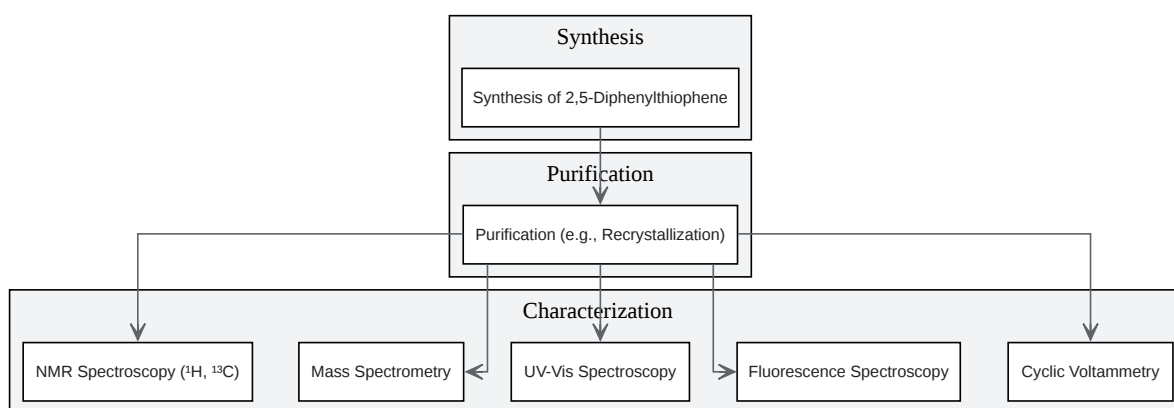 Synthesis
Synthesis of 2,5-Diphenylthiophene
Purification
Purification (e.g., Recrystallization)
Characterization
NMR Spectroscopy (¹H, ¹³C)
Mass Spectrometry
UV-Vis Spectroscopy
Fluorescence Spectroscopy
Cyclic Voltammetry